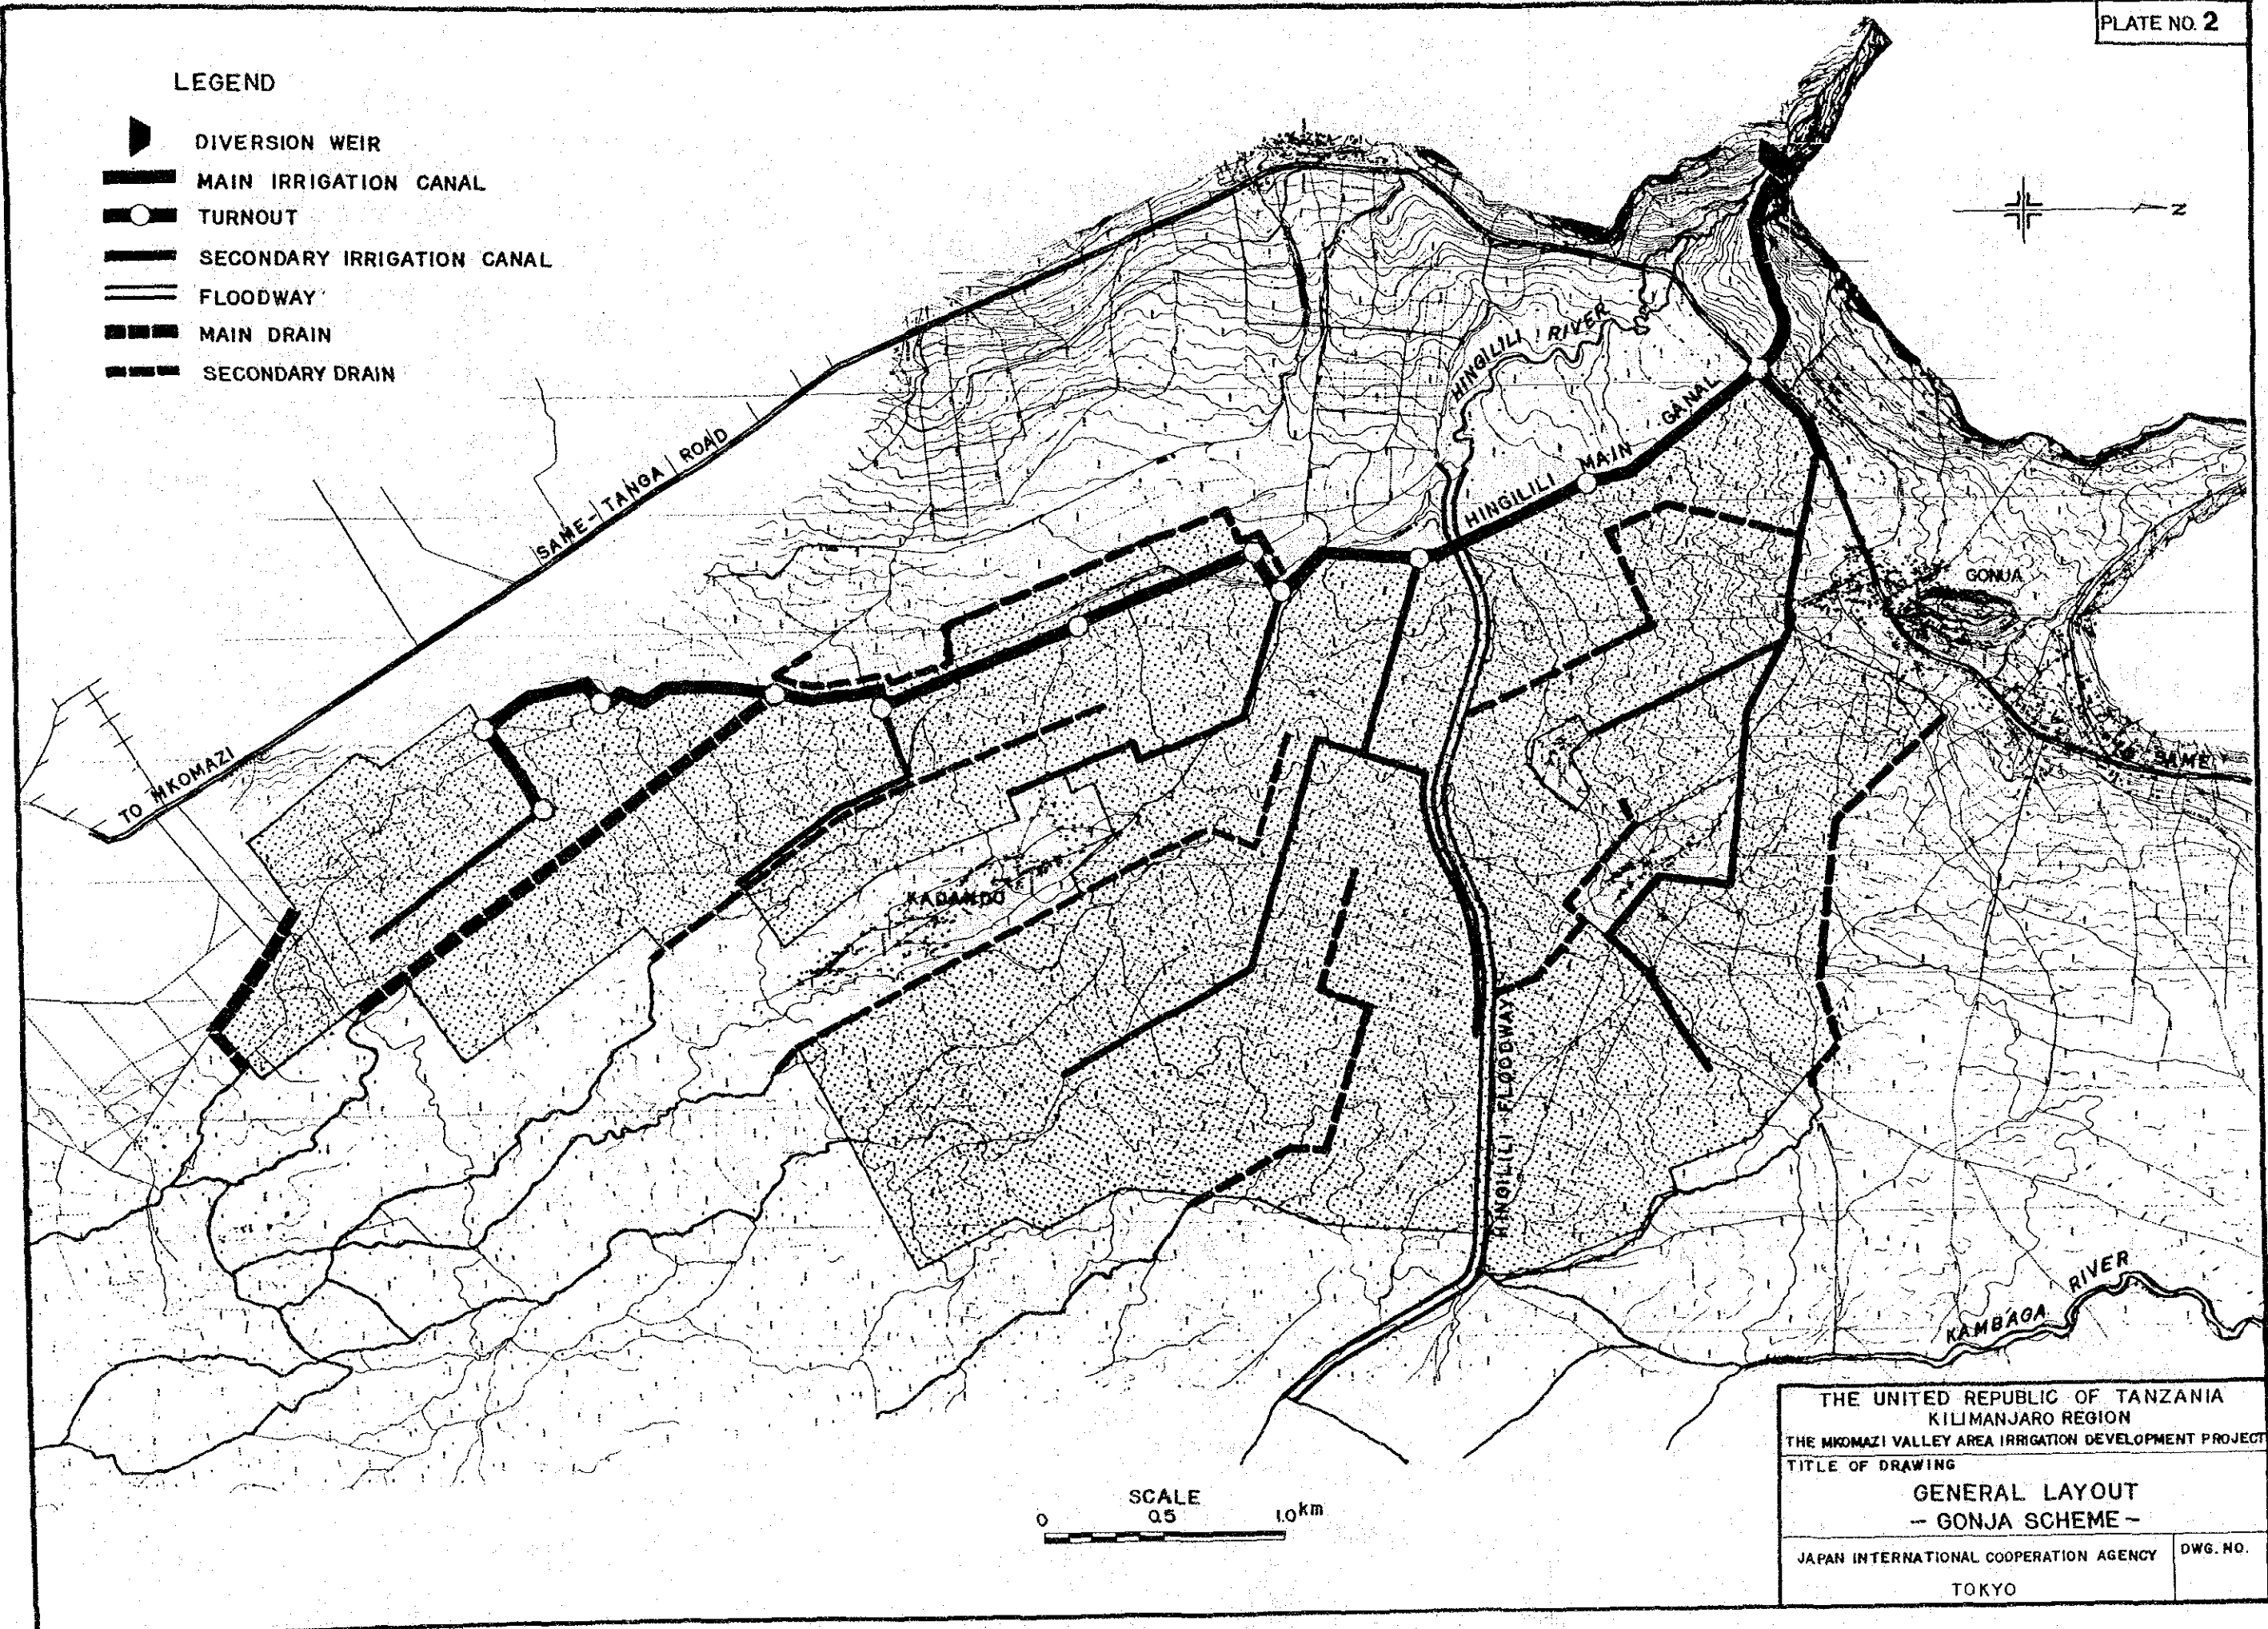 PLATE NO. 2
LEGEND
DIVERSION WEIR
MAIN IRRIGATION CANAL
TURNOUT
SECONDARY IRRIGATION CANAL
FLOODWAY
MAIN DRAIN
SECONDARY DRAIN
N
HINGILILI RIVER
HINGILILI MAIN CANAL
SAME-TANGA ROAD
GONJA
TO MKOMAZI
SAME
HINGILILI FLOODWAY
KAMBAGA RIVER
SCALE
0 0.5 1.0km
THE UNITED REPUBLIC OF TANZANIA
KILIMANJARO REGION
THE MKOMAZI VALLEY AREA IRRIGATION DEVELOPMENT PROJECT
TITLE OF DRAWING
GENERAL LAYOUT
- GONJA SCHEME -
JAPAN INTERNATIONAL COOPERATION AGENCY
TOKYO
DWG. NO.